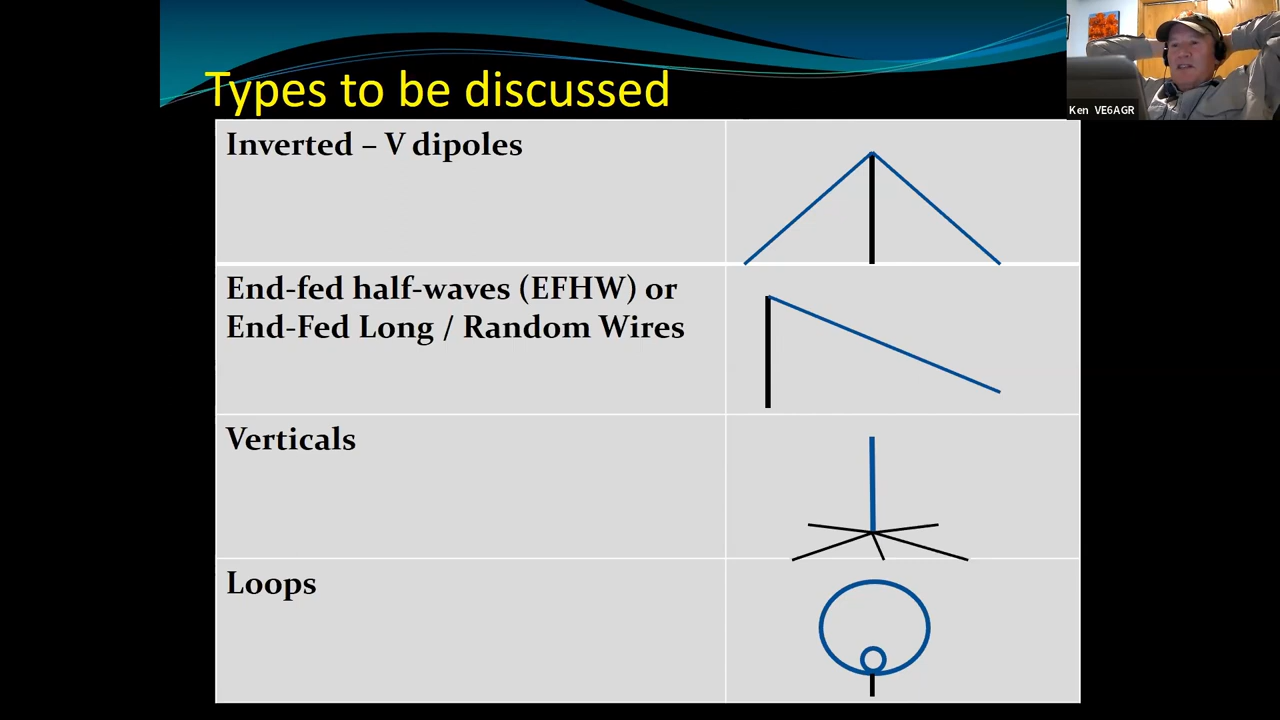 Types to be discussed
Ken VE6AGR
Inverted – V dipoles
End-fed half-waves (EFHW) or
End-Fed Long / Random Wires
Verticals
Loops